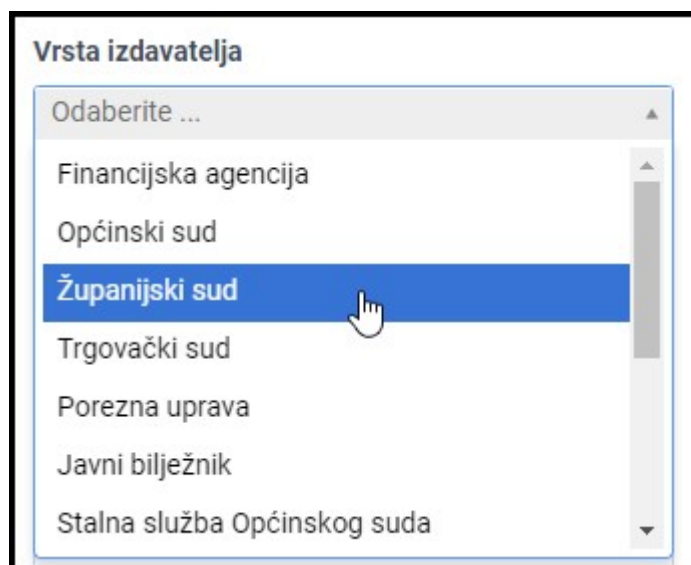 Vrsta izdavatelja
Odaberite ...
Financijska agencija
Općinski sud
Županijski sud
Trgovački sud
Porezna uprava
Javni bilježnik
Stalna služba Općinskog suda